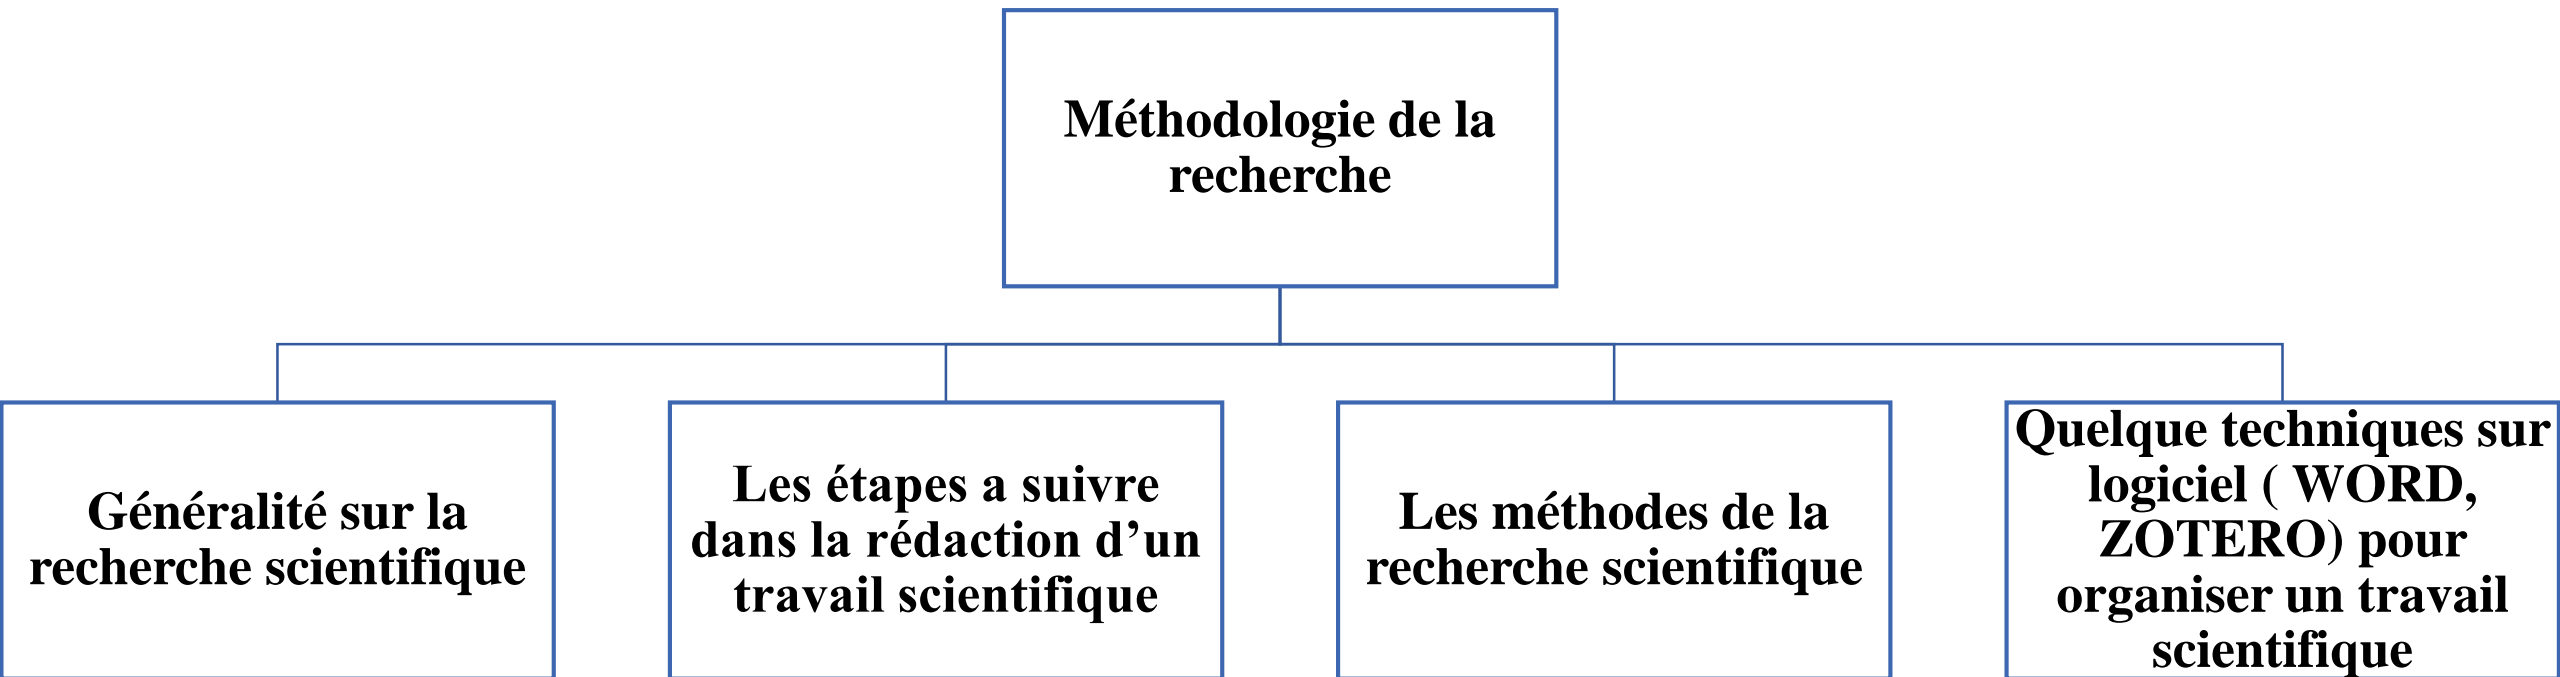 Méthodologie de la
recherche
Généralité sur la
recherche scientifique
Les étapes a suivre
dans la rédaction d’un
travail scientifique
Les méthodes de la
recherche scientifique
Quelque techniques sur
logiciel ( WORD,
ZOTERO) pour
organiser un travail
scientifique